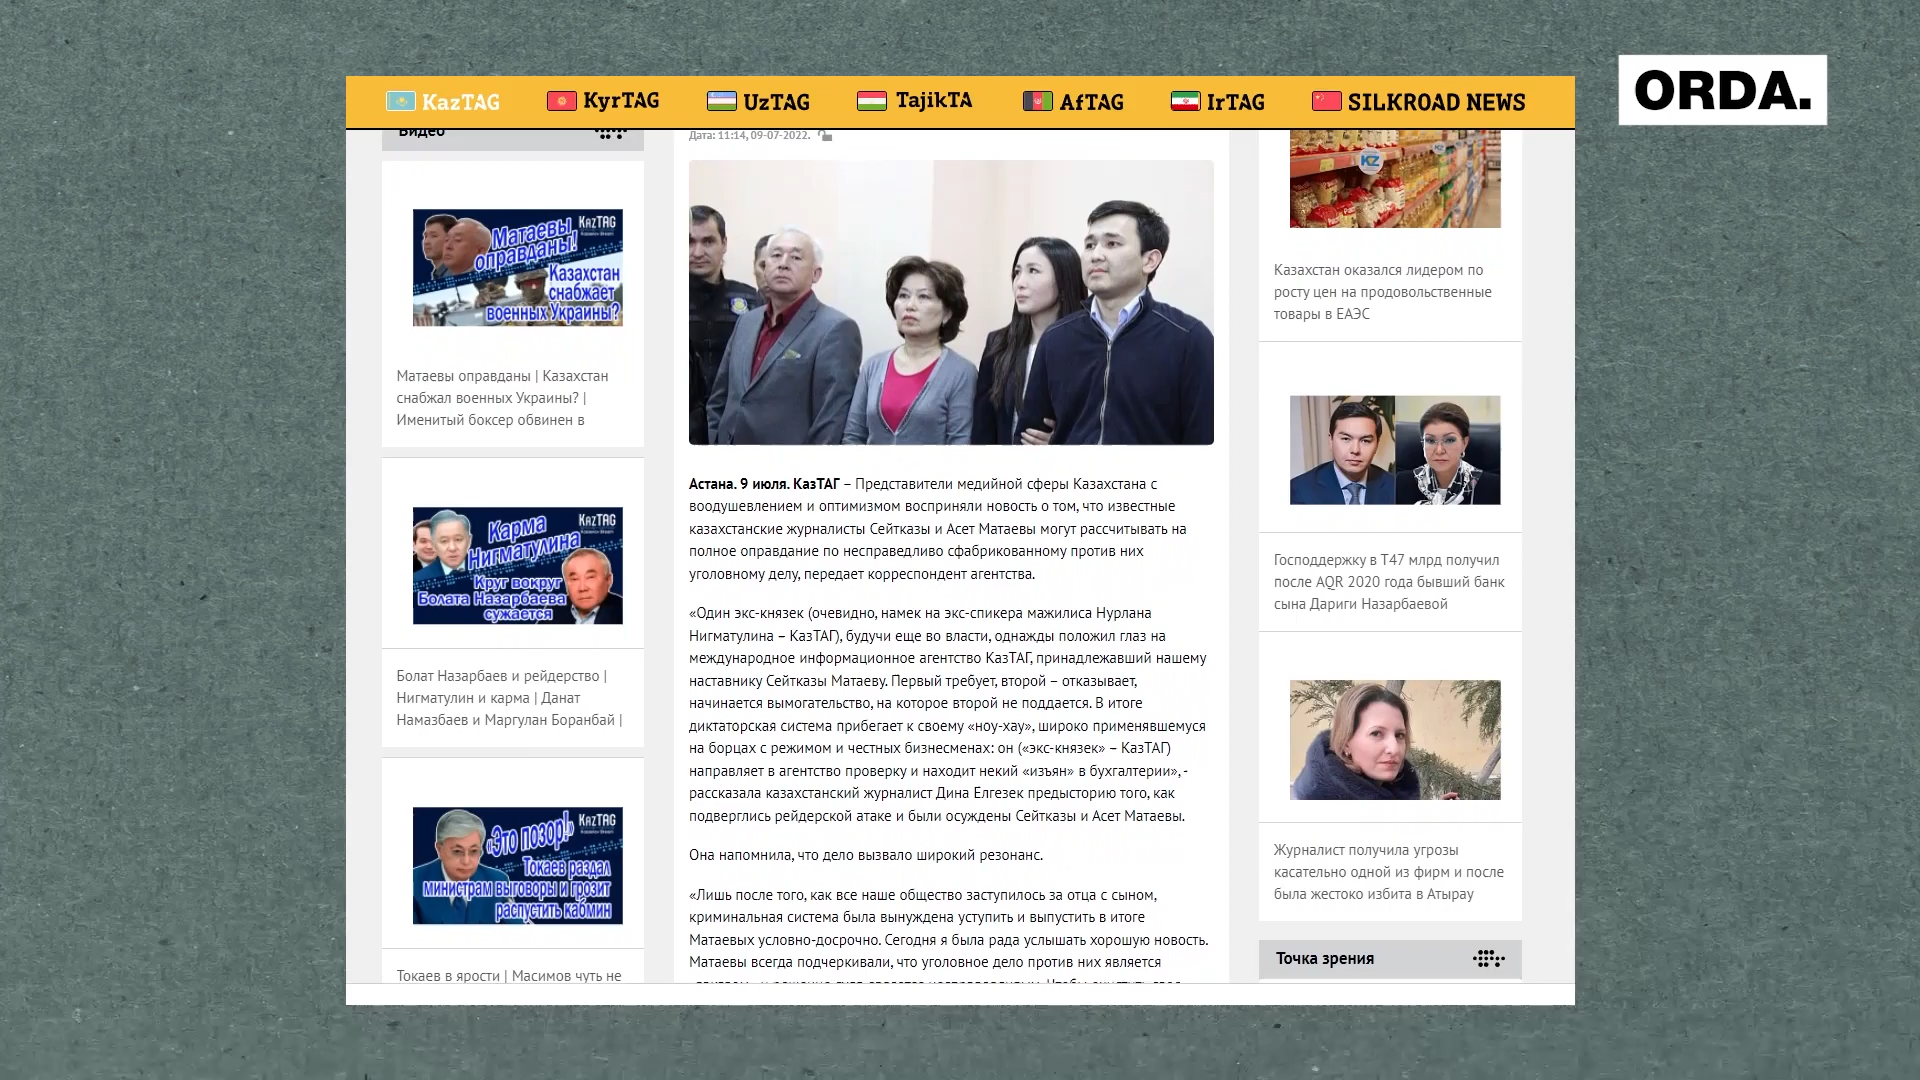 ORDA.
KazTAG
KyrTAG
UzTAG
TajikTA
AfTAG
IrTAG
SILKROAD NEWS
Видео
KazTAG
Матаевы
оправданы!
Казахстан
снабжает
военных Украины?
Матаевы оправданы | Казахстан
снабжал военных Украины? |
Именитый боксер обвинен в
KazTAG
Карма
Нигматулина
Круг вокруг
Болата Назарбаева
сужается
Болат Назарбаев и рейдерство |
Нигматулин и карма | Данат
Намазбаев и Маргулан Боранбай |
KazTAG
«Это позор!»
Токаев раздал
министрам выговоры и грозит
распустить кабмин
Токаев в ярости | Масимов чуть не
Дата: 11:14, 09-07-2022.
Астана. 9 июля. КазТАГ – Представители медийной сферы Казахстана с
воодушевлением и оптимизмом восприняли новость о том, что известные
казахстанские журналисты Сейтказы и Асет Матаевы могут рассчитывать на
полное оправдание по несправедливо сфабрикованному против них
уголовному делу, передает корреспондент агентства.
«Один экс-князек (очевидно, намек на экс-спикера мажилиса Нурлана
Нигматулина – КазТАГ), будучи еще во власти, однажды положил глаз на
международное информационное агентство КазТАГ, принадлежавший нашему
наставнику Сейтказы Матаеву. Первый требует, второй – отказывает,
начинается вымогательство, на которое второй не поддается. В итоге
диктаторская система прибегает к своему «ноу-хау», широко применявшемуся
на борцах с режимом и честных бизнесменах: он («экс-князек» – КазТАГ)
направляет в агентство проверку и находит некий «изъян» в бухгалтерии», -
рассказала казахстанский журналист Дина Елгезек предысторию того, как
подверглись рейдерской атаке и были осуждены Сейтказы и Асет Матаевы.
Она напомнила, что дело вызвало широкий резонанс.
«Лишь после того, как все наше общество заступилось за отца с сыном,
криминальная система была вынуждена уступить и выпустить в итоге
Матаевых условно-досрочно. Сегодня я была рада услышать хорошую новость.
Матаевы всегда подчеркивали, что уголовное дело против них является
KZ
KZ
Казахстан оказался лидером по
росту цен на продовольственные
товары в ЕАЭС
Господдержку в Т47 млрд получил
после AQR 2020 года бывший банк
сына Дариги Назарбаевой
Журналист получила угрозы
касательно одной из фирм и после
была жестоко избита в Атырау
Точка зрения